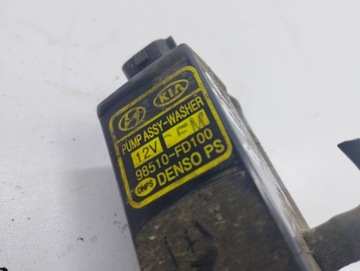 KIA
PUMP ASSY-WASHER
12V
98510-FD100
DENSO PS